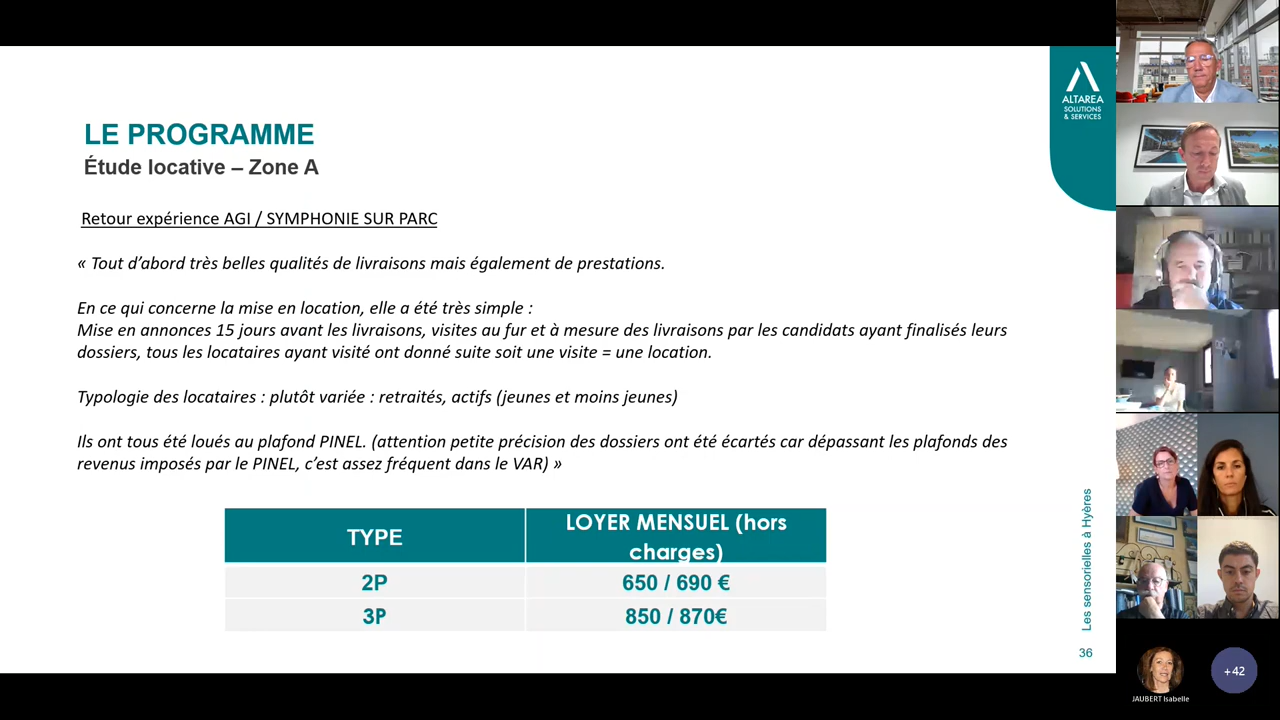 LE PROGRAMME
Étude locative – Zone A
Retour expérience AGI / SYMPHONIE SUR PARC
« Tout d’abord très belles qualités de livraisons mais également de prestations.
En ce qui concerne la mise en location, elle a été très simple :
Mise en annonces 15 jours avant les livraisons, visites au fur et à mesure des livraisons par les candidats ayant finalisés leurs
dossiers, tous les locataires ayant visité ont donné suite soit une visite = une location.
Typologie des locataires : plutôt variée : retraités, actifs (jeunes et moins jeunes)
Ils ont tous été loués au plafond PINEL. (attention petite précision des dossiers ont été écartés car dépassant les plafonds des
revenus imposés par le PINEL, c’est assez fréquent dans le VAR) »
TYPE
LOYER MENSUEL (hors
charges)
2P
650 / 690 €
3P
850 / 870€
ALTAREA
SOLUTIONS
& SERVICES
Les sensorielles à Hyères
36
JAUBERT Isabelle
+42